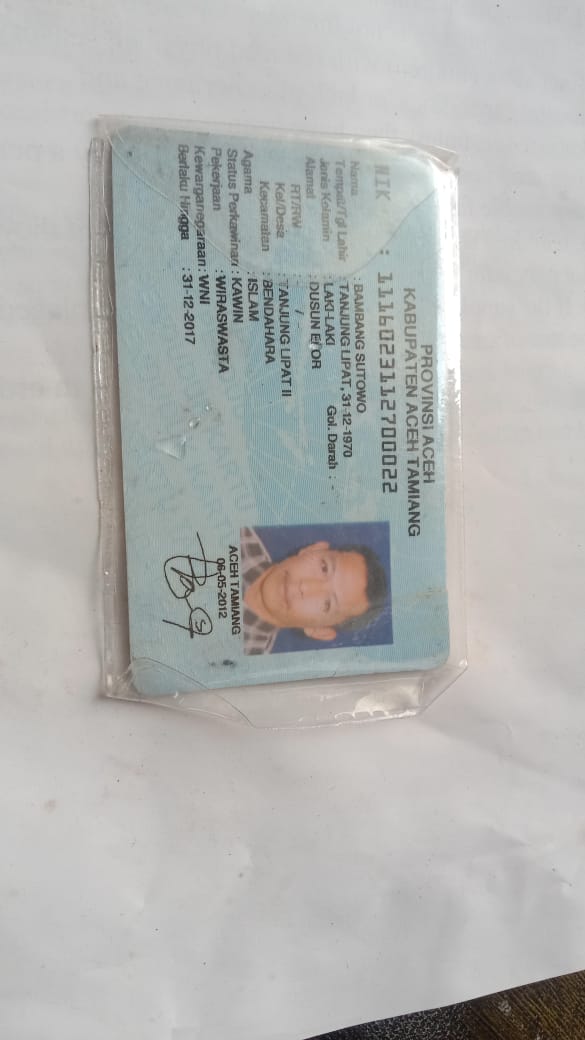 PROVINSI ACEH
KABUPATEN ACEH TAMIANG
NIK : 1116023112700022
Nama : BAMBANG SUTOWO
Tempat/Tgl Lahir : TANJUNG LIPAT, 31-12-1970
Jenis Kelamin : LAKI-LAKI Gol. Darah : -
Alamat : DUSUN
RT/RW : / -
Kel/Desa : TANJUNG LIPAT II
Kecamatan : BENDAHARA
Agama : ISLAM
Status Perkawinan : KAWIN
Pekerjaan : WIRASWASTA
Kewarganegaraan : WNI
Berlaku Hingga : 31-12-2017
ACEH TAMIANG
06-05-2012